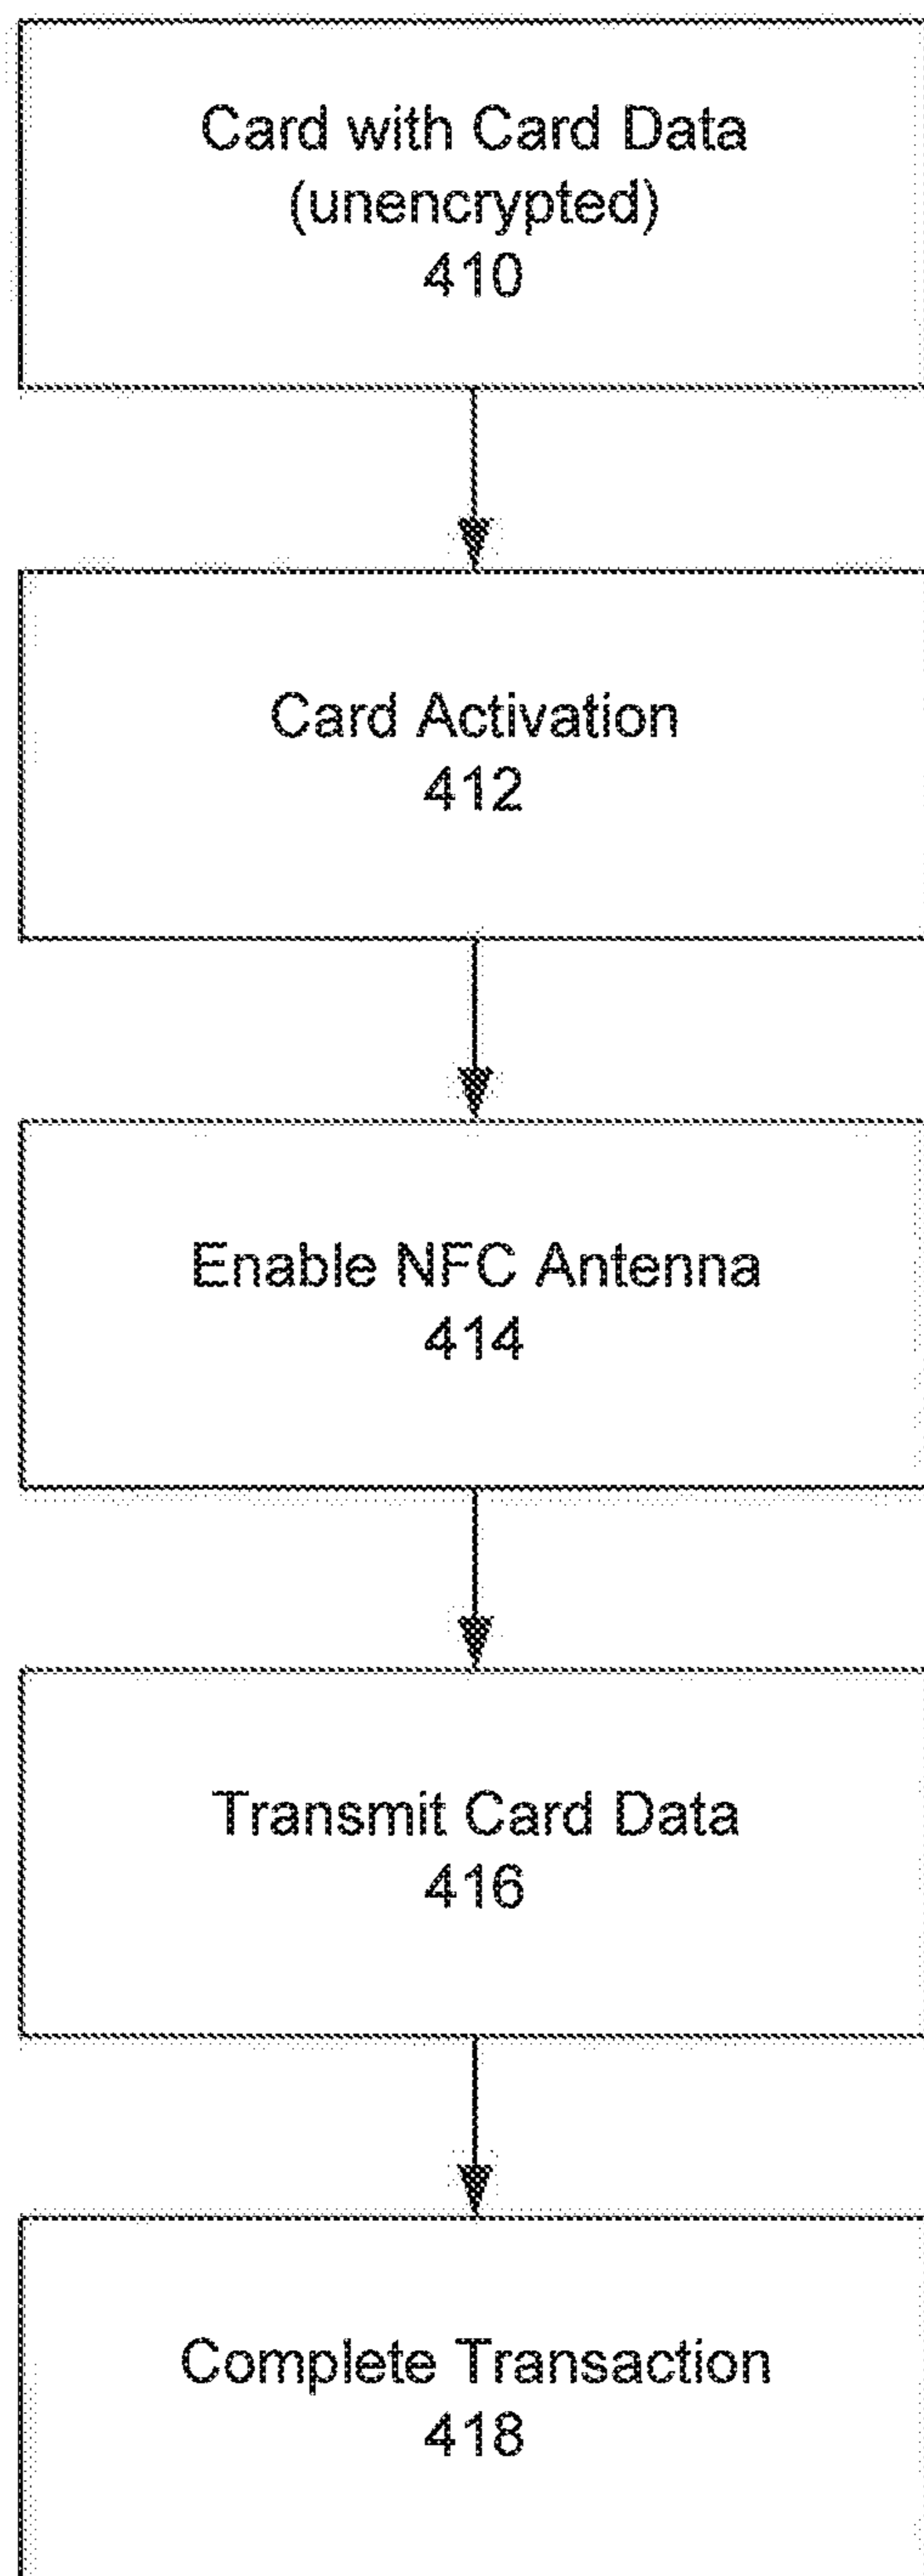 Card with Card Data
(unencrypted)
410
Card Activation
412
Enable NFC Antenna
414
Transmit Card Data
416
Complete Transaction
418